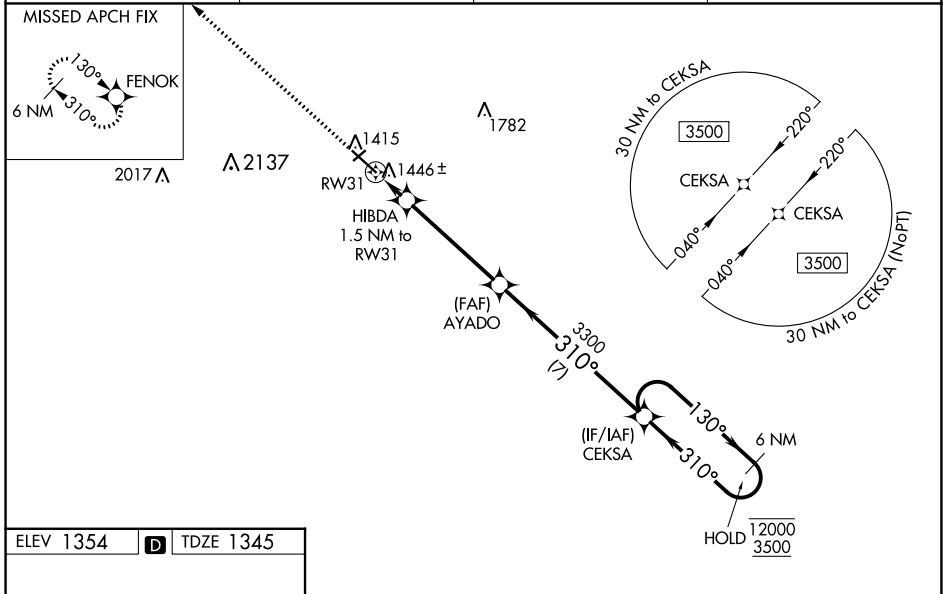 MISSED APCH FIX
130°
FENOK
6 NM
310°
2017
2137
1415
1446 ±
RW31
1782
HIBDA
1.5 NM to
RW31
(FAF)
AYADO
3300
310°
(7)
(IF/IAF)
CEKSA
130°
6 NM
310°
HOLD
12000
3500
30 NM to CEKSA
3500
220°
CEKSA
040°
220°
CEKSA
040°
3500
30 NM to CEKSA (NoPT)
ELEV 1354
D
TDZE 1345